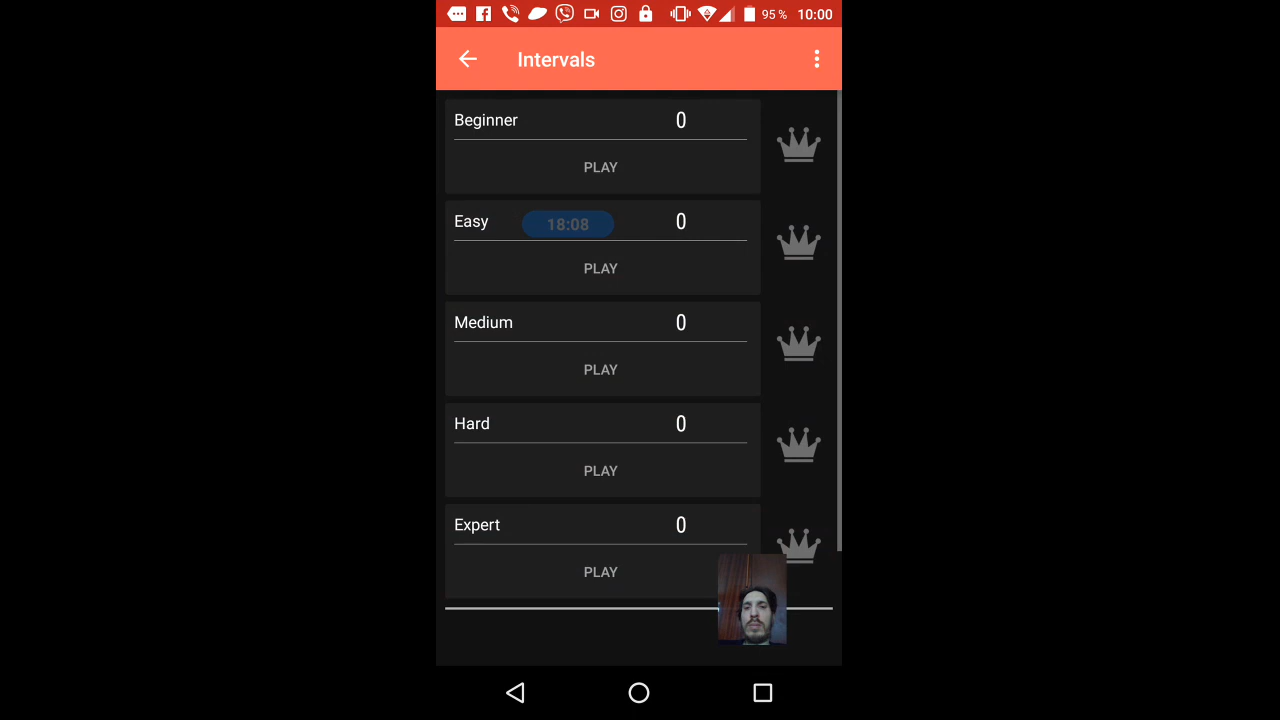 95 % 10:00
Intervals
Beginner 0
PLAY
Easy 18:08 0
PLAY
Medium 0
PLAY
Hard 0
PLAY
Expert 0
PLAY